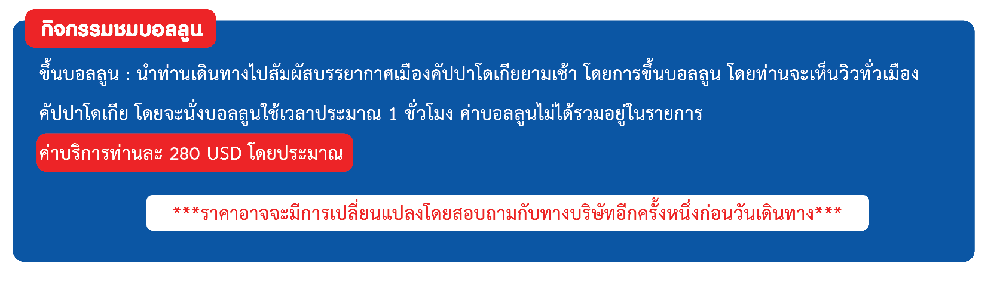 กิจกรรมชมบอลลูน
ขึ้นบอลลูน : นำท่านเดินทางไปสัมผัสบรรยากาศเมืองคัปปาโดเกียยามเช้า โดยการขึ้นบอลลูน โดยท่านจะเห็นวิวทั่วเมือง
คัปปาโดเกีย โดยจะนั่งบอลลูนใช้เวลาประมาณ 1 ชั่วโมง ค่าบอลลูนไม่ได้รวมอยู่ในรายการ
ค่าบริการท่านละ 280 USD โดยประมาณ
***ราคาอาจจะมีการเปลี่ยนแปลงโดยสอบถามกับทางบริษัทอีกครั้งหนึ่งก่อนวันเดินทาง***